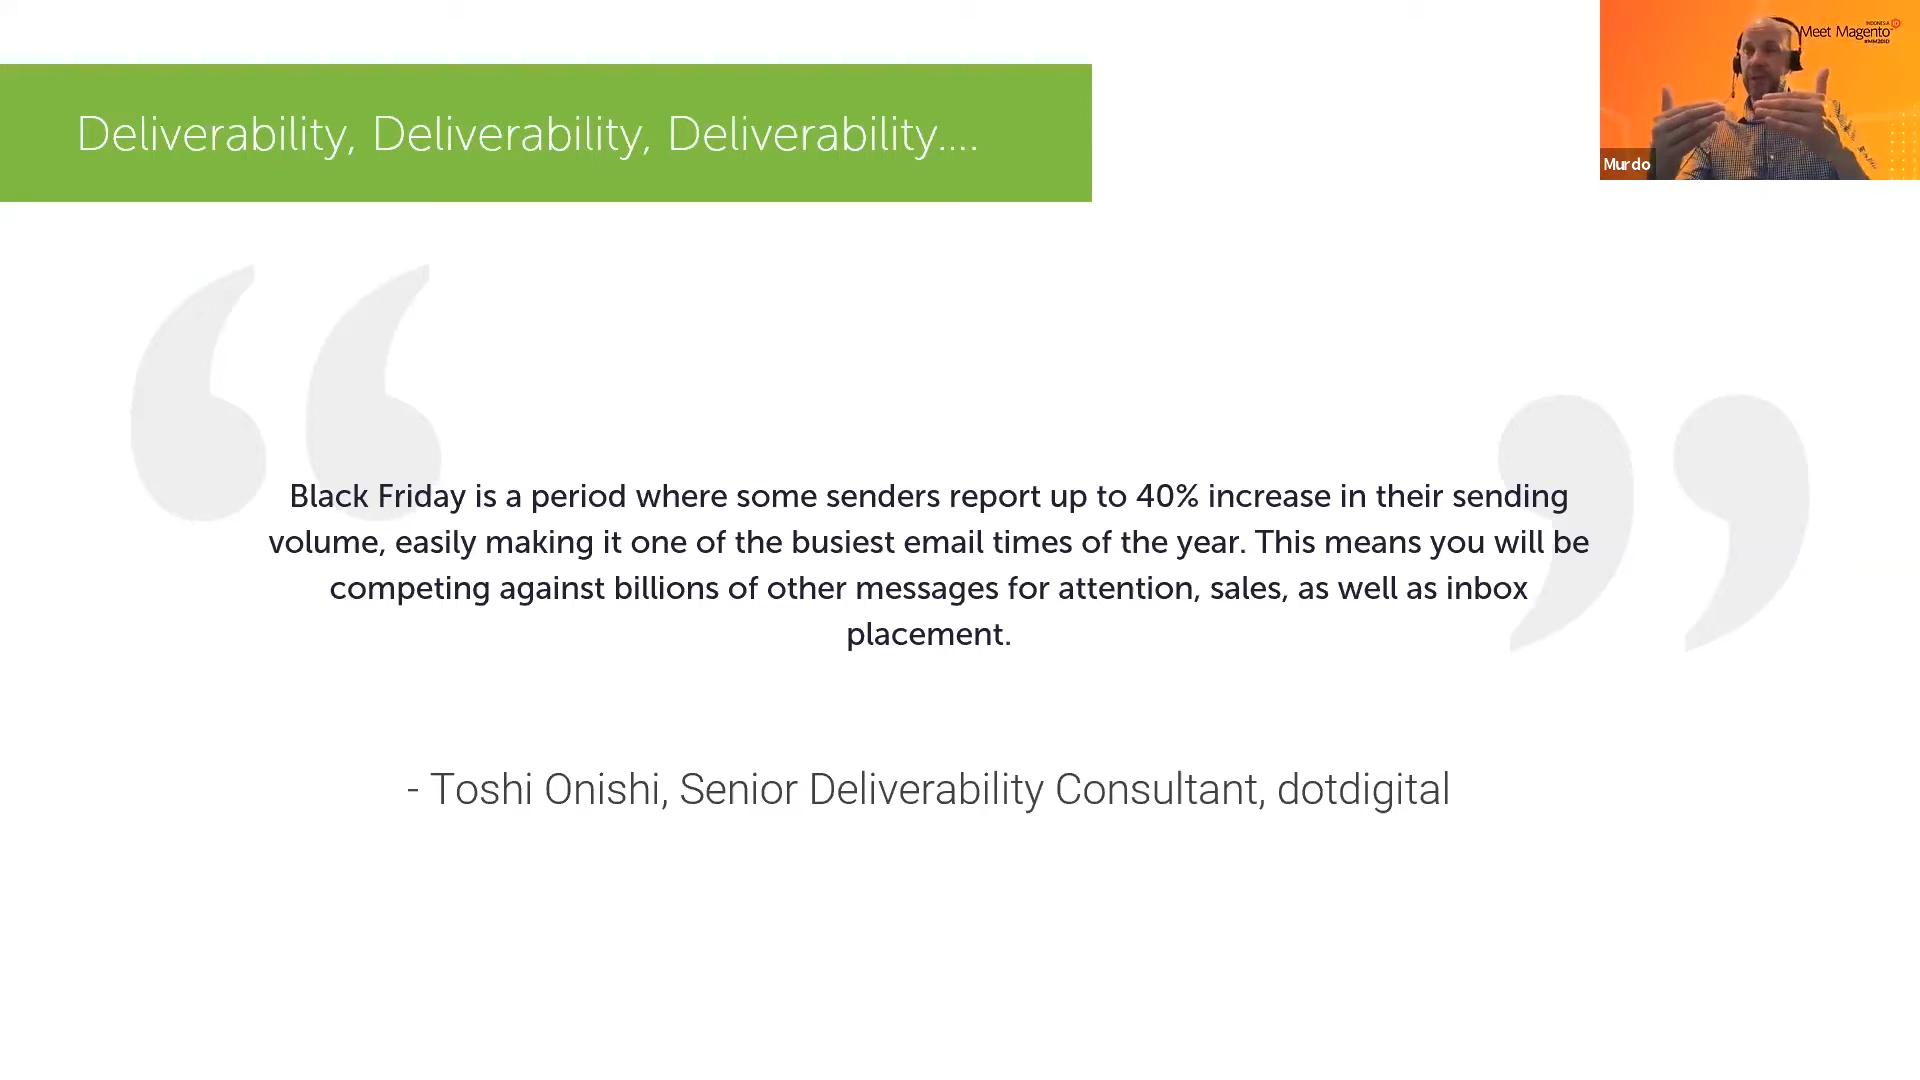 Deliverability, Deliverability, Deliverability....
INDONESIA
Meet Magento
#MM20ID
Murdo
Black Friday is a period where some senders report up to 40% increase in their sending
volume, easily making it one of the busiest email times of the year. This means you will be
competing against billions of other messages for attention, sales, as well as inbox
placement.
- Toshi Onishi, Senior Deliverability Consultant, dotdigital